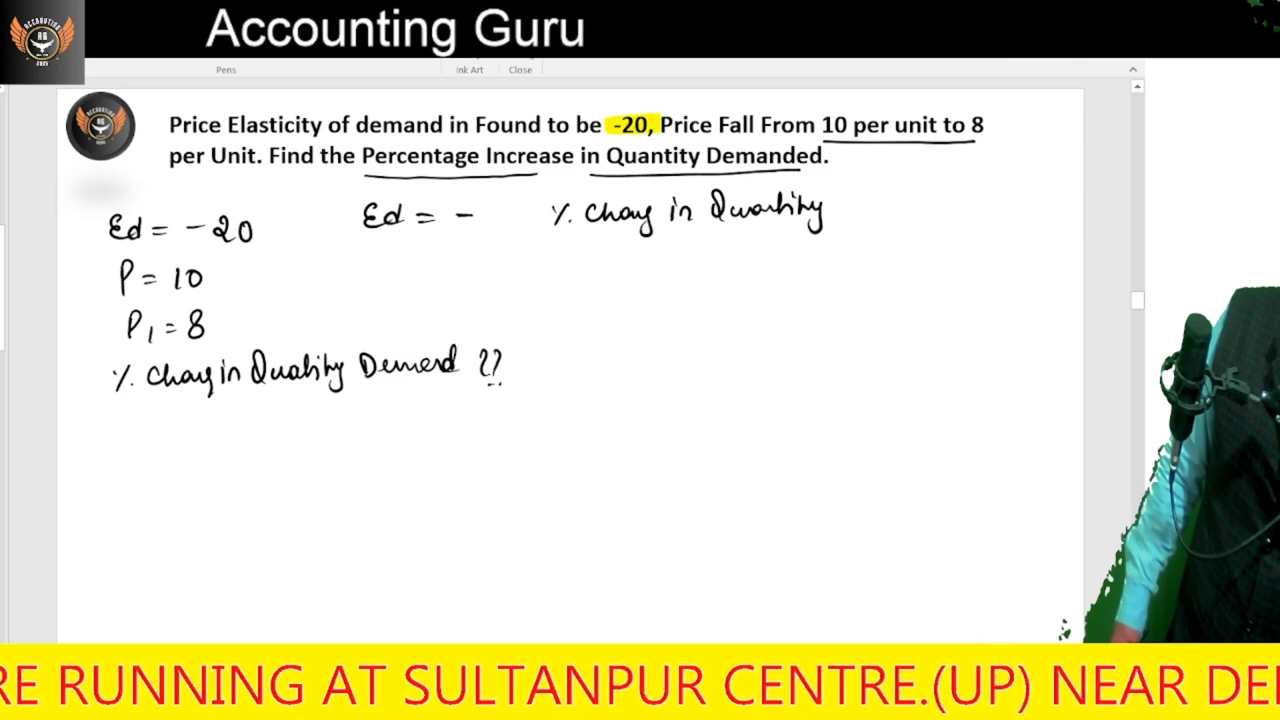 Accounting Guru
Pens
Ink Art
Close
Price Elasticity of demand in Found to be -20, Price Fall From 10 per unit to 8
per Unit. Find the Percentage Increase in Quantity Demanded.
Ed = - 20
Ed = -
% Chang in Quantity
P = 10
P1 = 8
% Chang in Quality Demand ??
RE RUNNING AT SULTANPUR CENTRE.(UP) NEAR DE